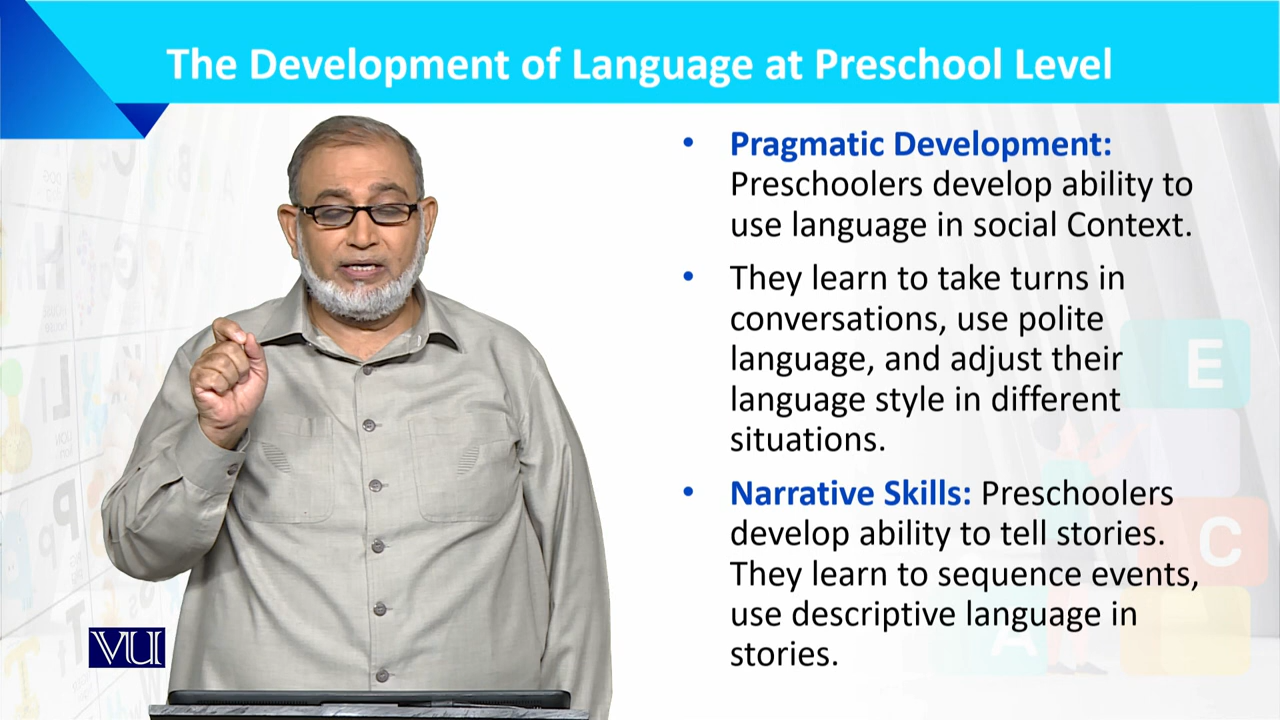 The Development of Language at Preschool Level
• Pragmatic Development:
Preschoolers develop ability to
use language in social Context.
• They learn to take turns in
conversations, use polite
language, and adjust their
language style in different
situations.
• Narrative Skills: Preschoolers
develop ability to tell stories.
They learn to sequence events,
use descriptive language in
stories.
E
C
A
VU